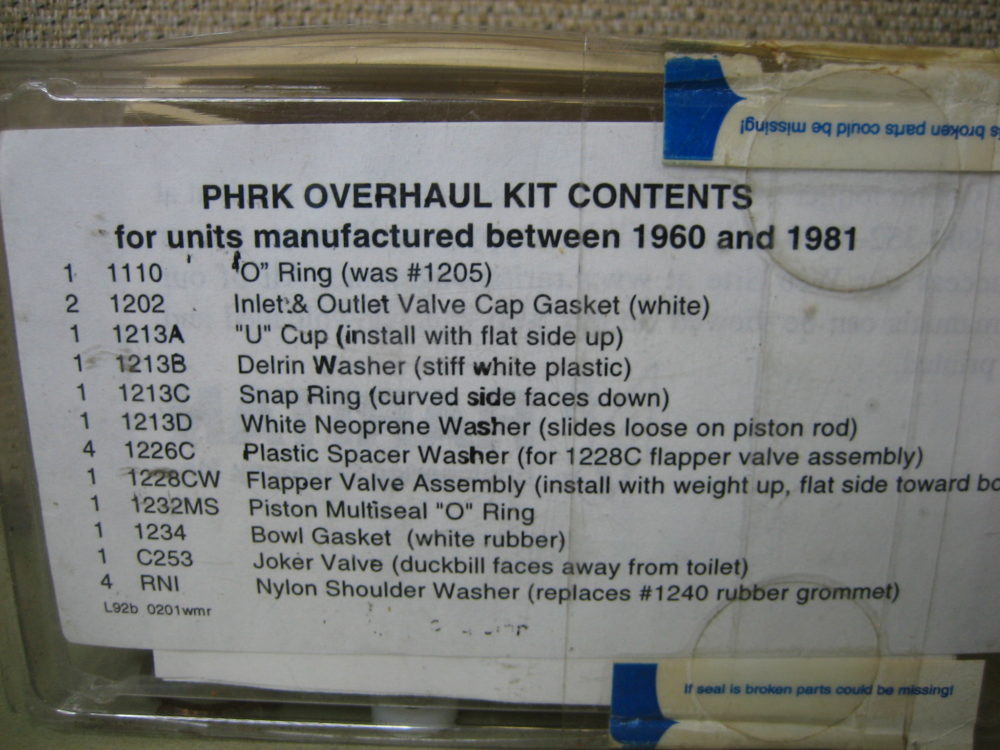 s broken parts could be missing!
PHRK OVERHAUL KIT CONTENTS
for units manufactured between 1960 and 1981
1 1110 "O" Ring (was #1205)
2 1202 Inlet & Outlet Valve Cap Gasket (white)
1 1213A "U" Cup (install with flat side up)
1 1213B Delrin Washer (stiff white plastic)
1 1213C Snap Ring (curved side faces down)
1 1213D White Neoprene Washer (slides loose on piston rod)
4 1226C Plastic Spacer Washer (for 1228C flapper valve assembly)
1 1228CW Flapper Valve Assembly (install with weight up, flat side toward bo
1 1232MS Piston Multiseal "O" Ring
1 1234 Bowl Gasket (white rubber)
1 C253 Joker Valve (duckbill faces away from toilet)
4 RNI Nylon Shoulder Washer (replaces #1240 rubber grommet)
L92b 0201wmr
If seal is broken parts could be missing!